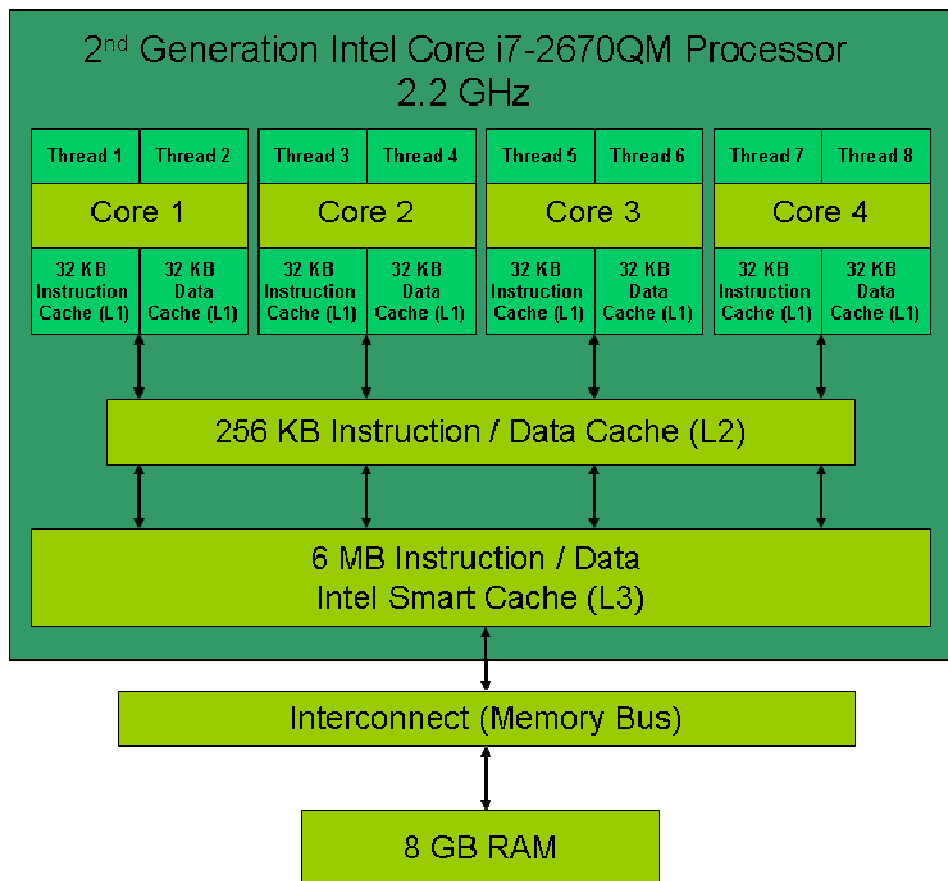 2nd Generation Intel Core i7-2670QM Processor
2.2 GHz
Thread 1
Thread 2
Thread 3
Thread 4
Thread 5
Thread 6
Thread 7
Thread 8
Core 1
Core 2
Core 3
Core 4
32 KB
Instruction
Cache (L1)
32 KB
Data
Cache (L1)
32 KB
Instruction
Cache (L1)
32 KB
Data
Cache (L1)
32 KB
Instruction
Cache (L1)
32 KB
Data
Cache (L1)
32 KB
Instruction
Cache (L1)
32 KB
Data
Cache (L1)
256 KB Instruction / Data Cache (L2)
6 MB Instruction / Data
Intel Smart Cache (L3)
Interconnect (Memory Bus)
8 GB RAM